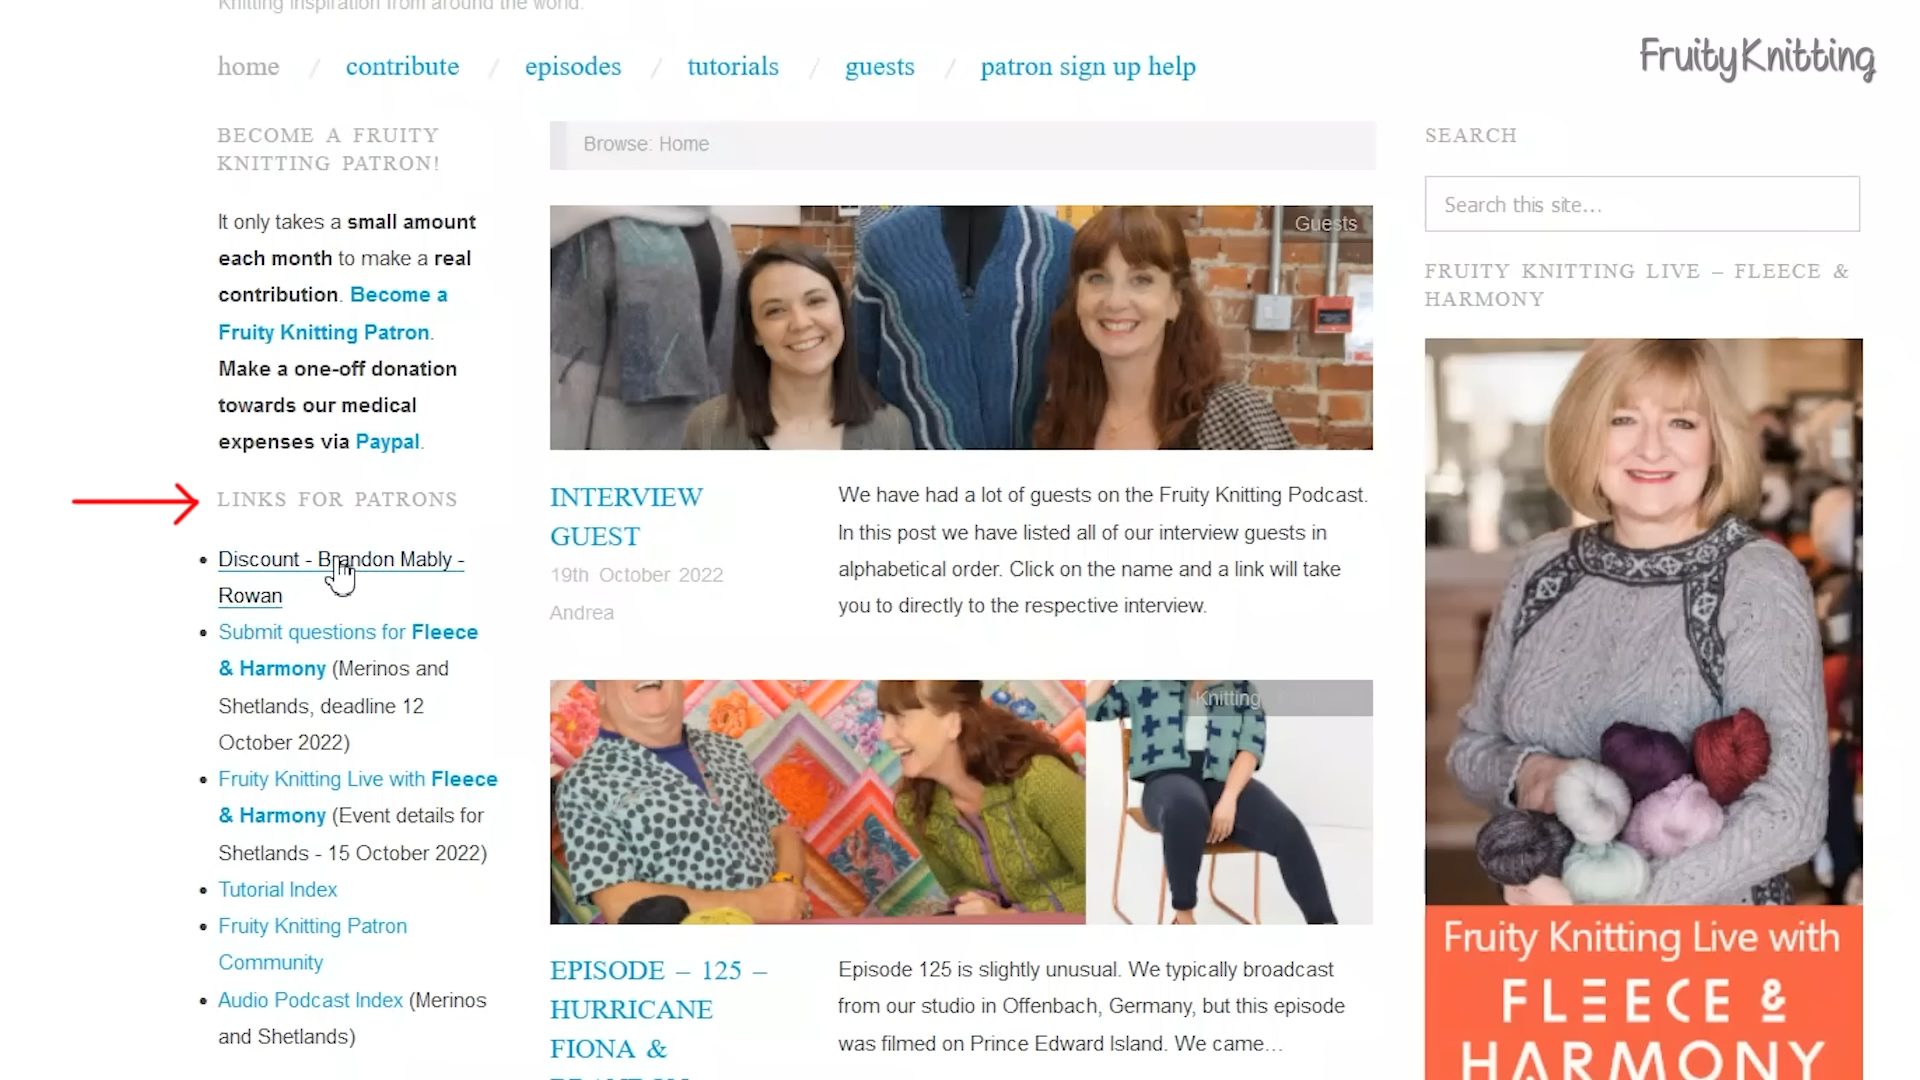 Knitting inspiration from around the world.
home / contribute / episodes / tutorials / guests / patron sign up help
FruityKnitting
BECOME A FRUITY
KNITTING PATRON!
It only takes a small amount
each month to make a real
contribution. Become a
Fruity Knitting Patron.
Make a one-off donation
towards our medical
expenses via Paypal.
LINKS FOR PATRONS
Discount - Brandon Mably -
Rowan
Submit questions for Fleece
& Harmony (Merinos and
Shetlands, deadline 12
October 2022)
Fruity Knitting Live with Fleece
& Harmony (Event details for
Shetlands - 15 October 2022)
Tutorial Index
Fruity Knitting Patron
Community
Audio Podcast Index (Merinos
and Shetlands)
Browse: Home
Guests
INTERVIEW
GUEST
19th October 2022
Andrea
We have had a lot of guests on the Fruity Knitting Podcast.
In this post we have listed all of our interview guests in
alphabetical order. Click on the name and a link will take
you to directly to the respective interview.
Knitting
EPISODE – 125 –
HURRICANE
FIONA &
Episode 125 is slightly unusual. We typically broadcast
from our studio in Offenbach, Germany, but this episode
was filmed on Prince Edward Island. We came…
SEARCH
Search this site…
FRUITY KNITTING LIVE – FLEECE &
HARMONY
Fruity Knitting Live with
FLEECE &
HARMONY